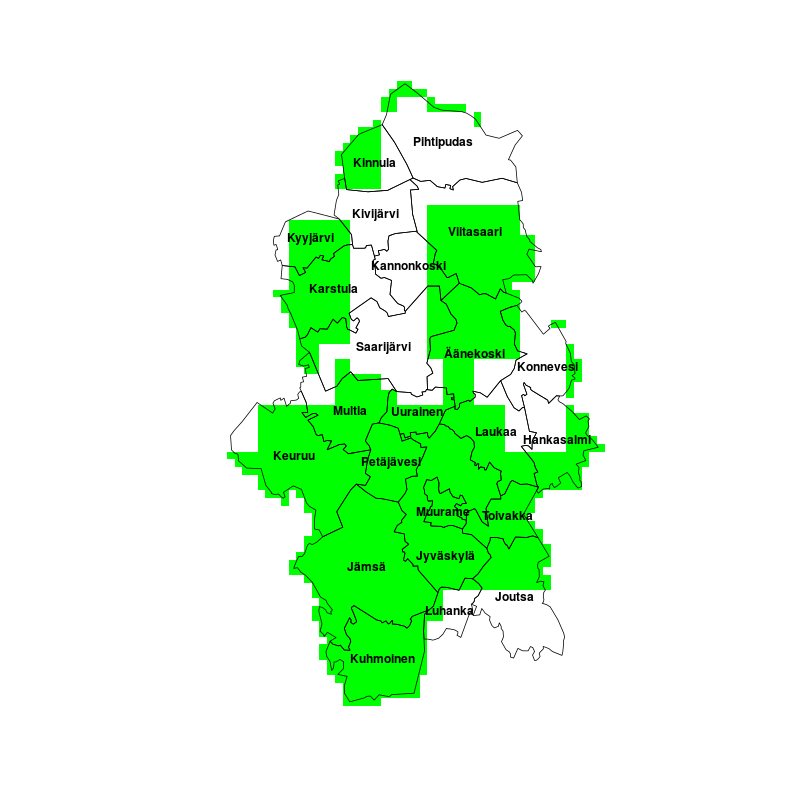 Pihtipudas
Kinnula
Kivijärvi
Viitasaari
Kyyjärvi
Kannonkoski
Karstula
Saarijärvi
Äänekoski
Konnevesi
Multia
Uurainen
Laukaa
Hankasalmi
Keuruu
Petäjävesi
Muurame
Toivakka
Jyväskylä
Jämsä
Joutsa
Luhanka
Kuhmoinen